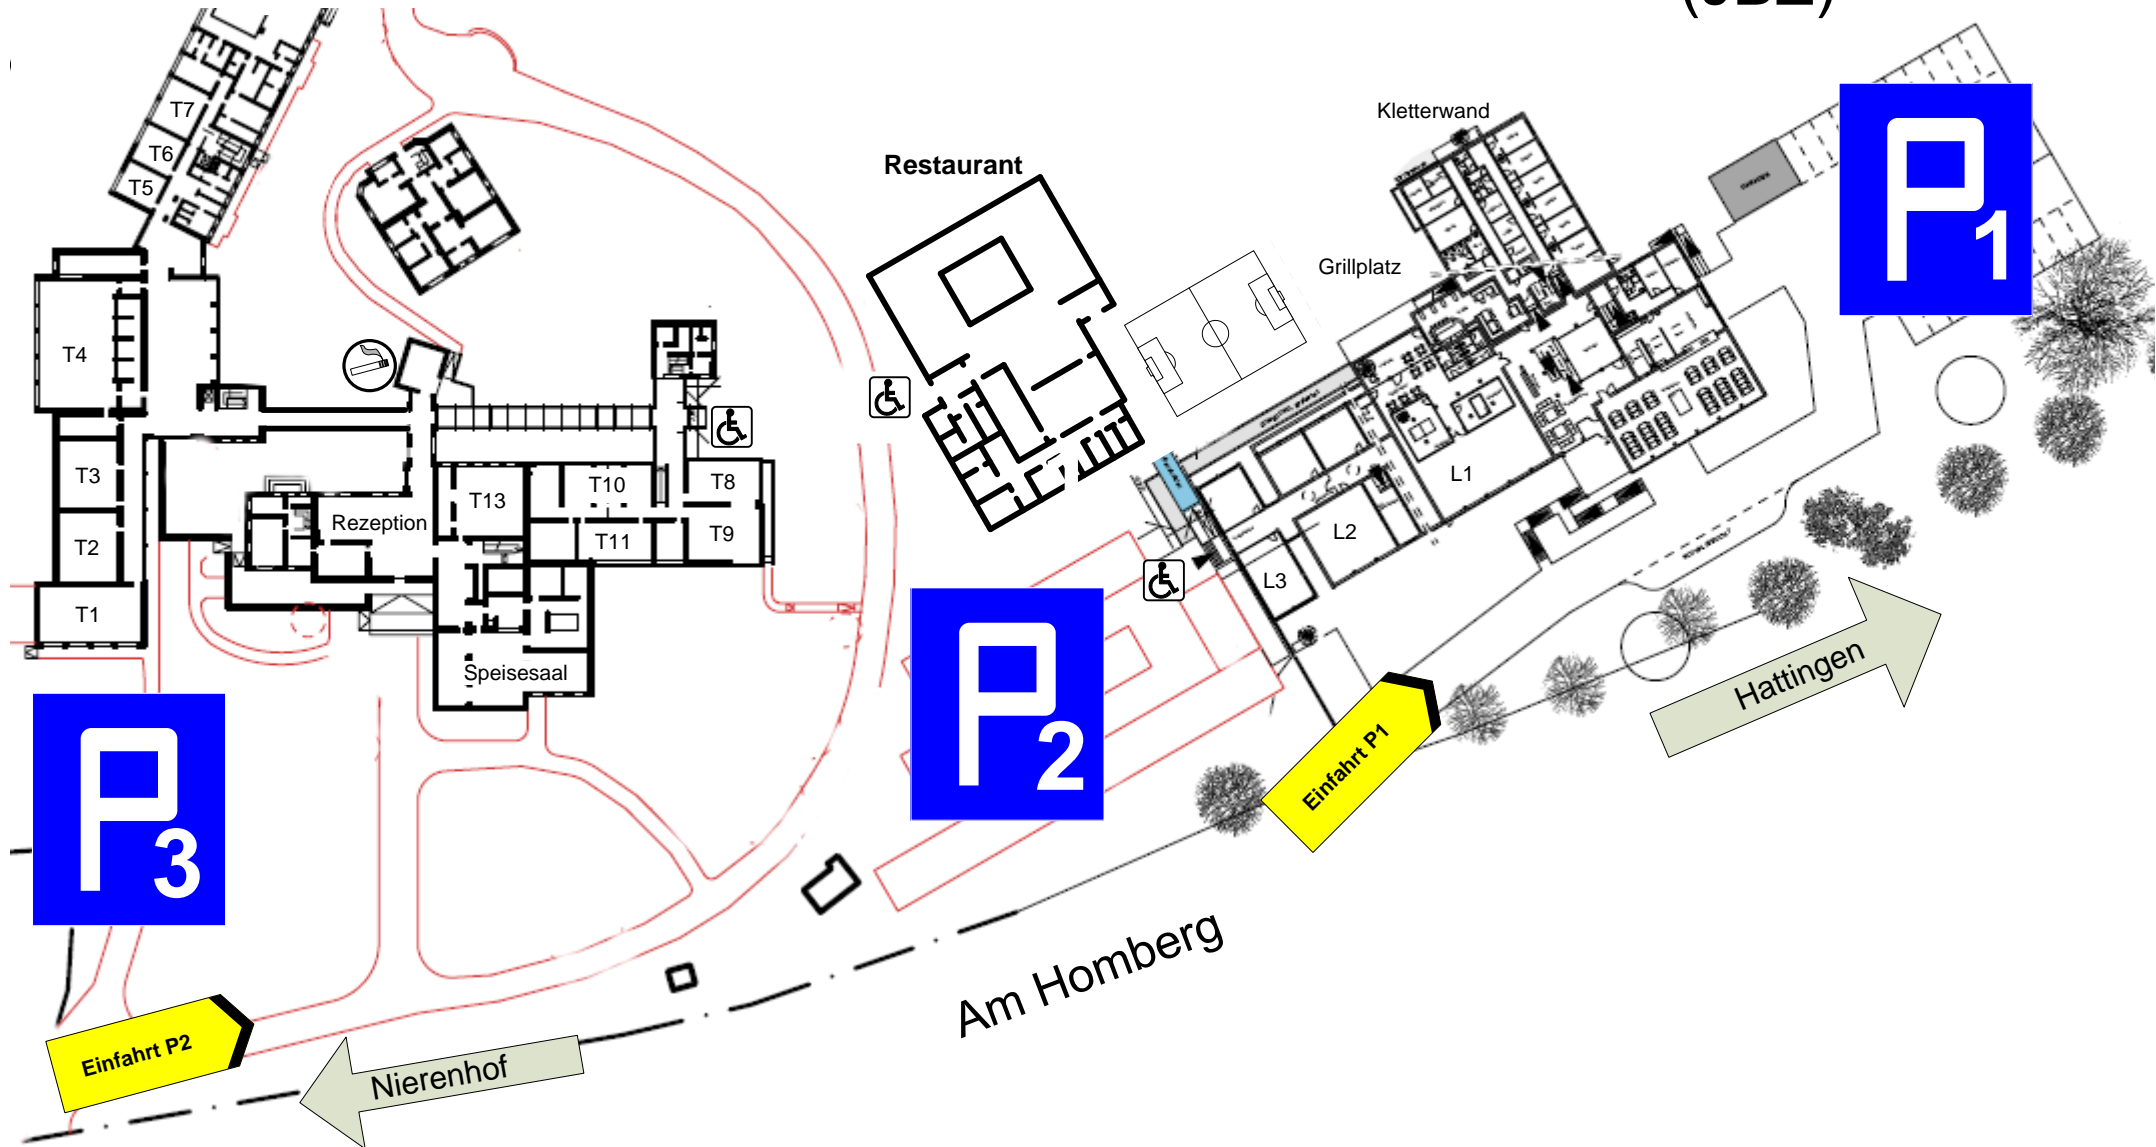 Kletterwand
T7
Restaurant
T6
T5
P1
Grillplatz
T4
T3
T10
T8
T13
L1
Rezeption
L2
T2
T11
T9
L3
T1
Speisesaal
Hattingen
P2
Einfahrt P1
P3
Am Homberg
Einfahrt P2
Nierenhof